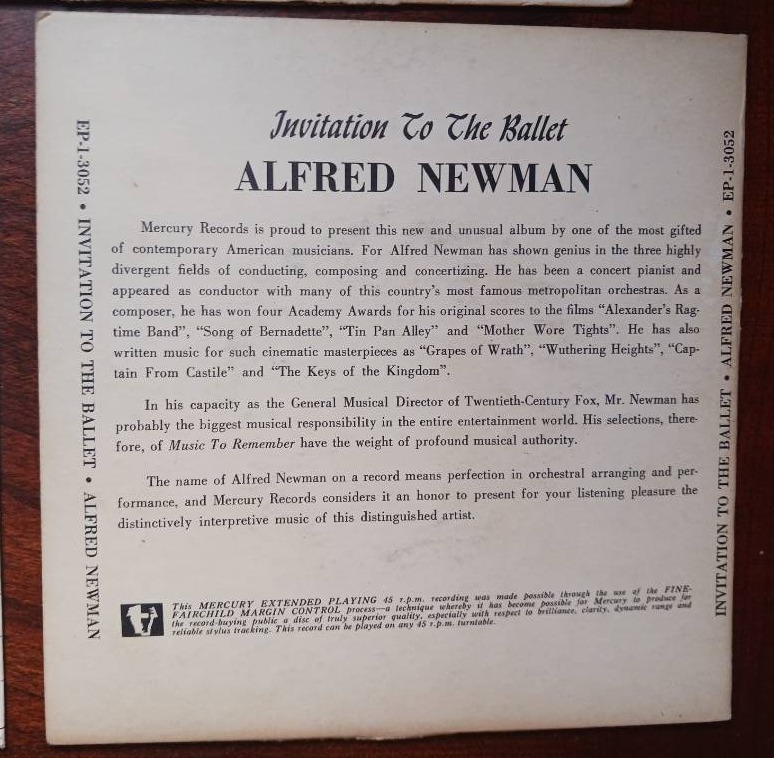 Invitation To The Ballet
ALFRED NEWMAN
Mercury Records is proud to present this new and unusual album by one of the most gifted
of contemporary American musicians. For Alfred Newman has shown genius in the three highly
divergent fields of conducting, composing and concertizing. He has been a concert pianist and
appeared as conductor with many of this country's most famous metropolitan orchestras. As a
composer, he has won four Academy Awards for his original scores to the films “Alexander's Rag-
time Band”, “Song of Bernadette”, “Tin Pan Alley” and “Mother Wore Tights”. He has also
written music for such cinematic masterpieces as “Grapes of Wrath”, “Wuthering Heights”, “Cap-
tain From Castile” and “The Keys of the Kingdom”.
In his capacity as the General Musical Director of Twentieth-Century Fox, Mr. Newman has
probably the biggest musical responsibility in the entire entertainment world. His selections, there-
fore, of Music To Remember have the weight of profound musical authority.
The name of Alfred Newman on a record means perfection in orchestral arranging and per-
formance, and Mercury Records considers it an honor to present for your listening pleasure the
distinctively interpretive music of this distinguished artist.
This MERCURY EXTENDED PLAYING 45 r.p.m. recording was made possible through the use of the FINE-
FAIRCHILD MARGIN CONTROL process—a technique whereby it has become possible for Mercury to produce for
the record-buying public a disc of truly superior quality, especially with respect to brilliance, clarity, dynamic range and
reliable stylus tracking. This record can be played on any 45 r.p.m. turntable.
EP-1-3052 • INVITATION TO THE BALLET • ALFRED NEWMAN
INVITATION TO THE BALLET • ALFRED NEWMAN • EP-1-3052